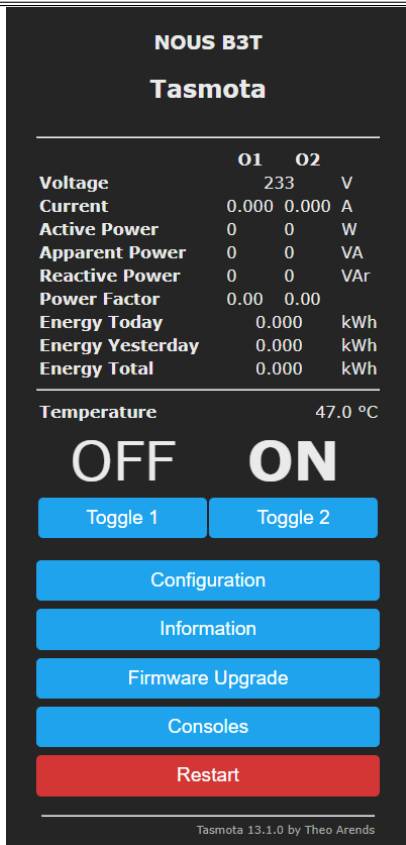 NOUS B3T
Tasmota
O1 O2
Voltage 233 V
Current 0.000 0.000 A
Active Power 0 0 W
Apparent Power 0 0 VA
Reactive Power 0 0 VAr
Power Factor 0.00 0.00
Energy Today 0.000 kWh
Energy Yesterday 0.000 kWh
Energy Total 0.000 kWh
Temperature 47.0 °C
OFF ON
Toggle 1 Toggle 2
Configuration
Information
Firmware Upgrade
Consoles
Restart
Tasmota 13.1.0 by Theo Arends